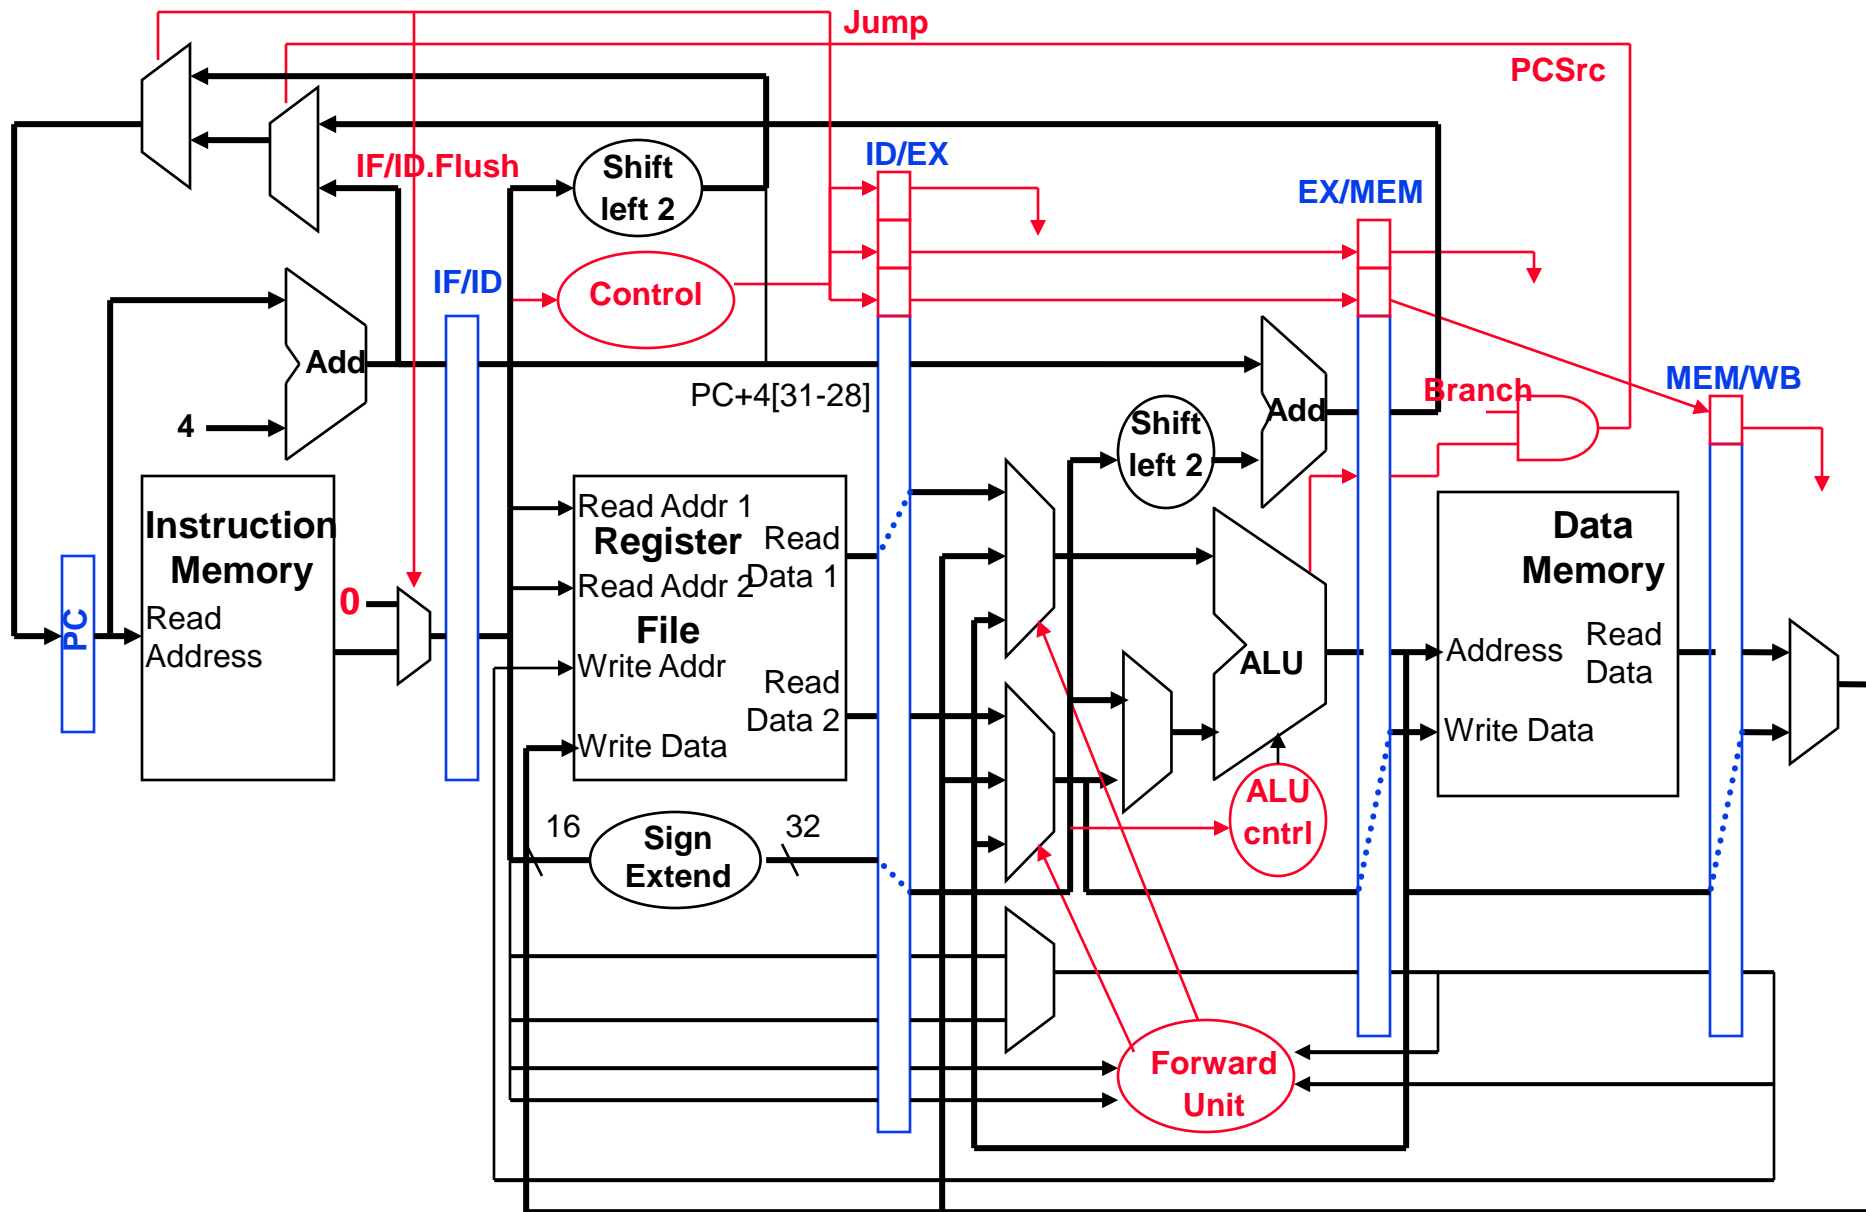 Jump
PCSrc
IF/ID.Flush
Shift
left 2
ID/EX
EX/MEM
IF/ID
Control
Add
PC+4[31-28]
4
Shift
left 2
Add
Branch
MEM/WB
Instruction
Memory
Read
Address
0
PC
Read Addr 1
Register
Read
Data 1
Read Addr 2
File
Write Addr
Read
Data 2
Write Data
ALU
Data
Memory
Address
Read
Data
Write Data
16
Sign
Extend
32
ALU
cntrl
Forward
Unit